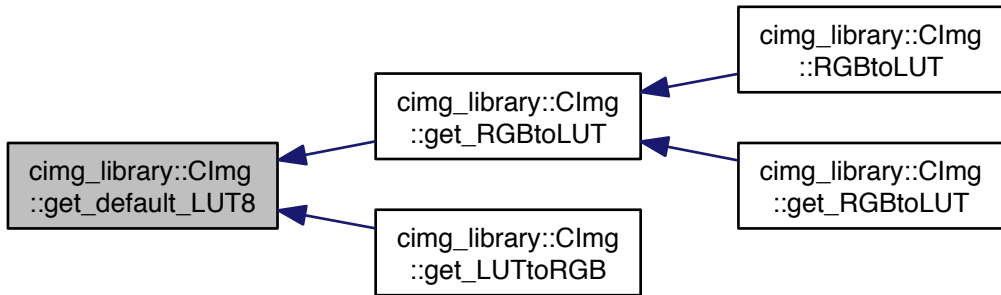 cimg_library::CImg
::RGBtoLUT
cimg_library::CImg
::get_RGBtoLUT
cimg_library::CImg
::get_default_LUT8
cimg_library::CImg
::get_RGBtoLUT
cimg_library::CImg
::get_LUTtoRGB